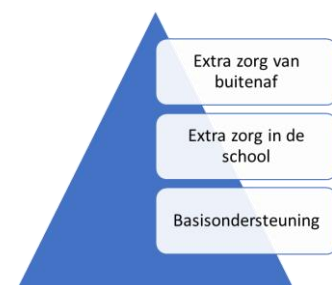 Extra zorg van
buitenaf
Extra zorg in de
school
Basisondersteuning